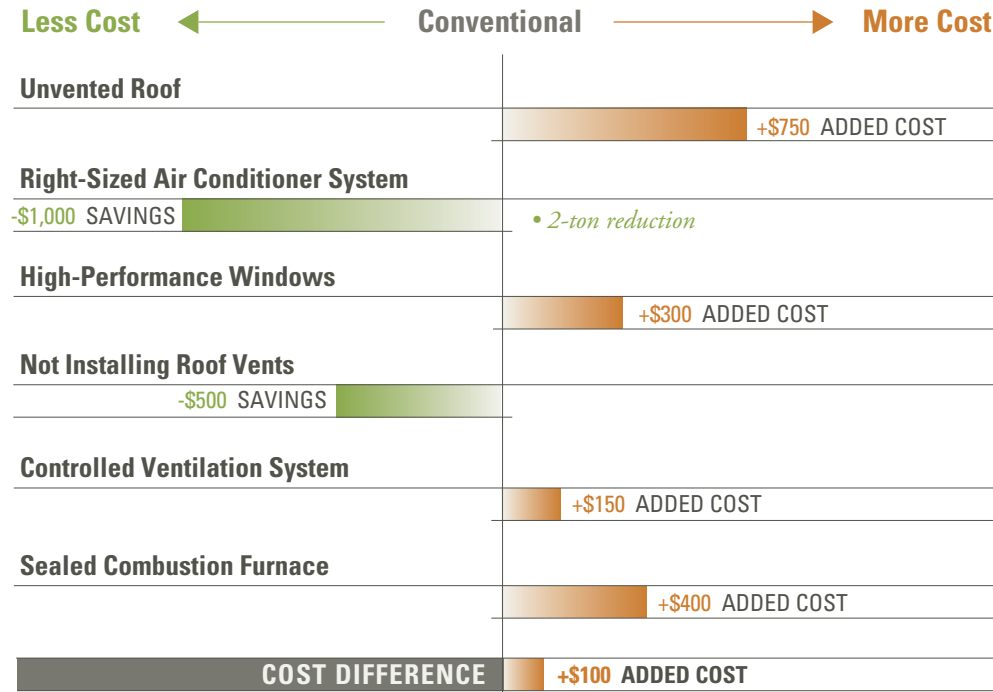 Less Cost Conventional More Cost
Unvented Roof
+$750 ADDED COST
Right-Sized Air Conditioner System
-$1,000 SAVINGS • 2-ton reduction
High-Performance Windows
+$300 ADDED COST
Not Installing Roof Vents
-$500 SAVINGS
Controlled Ventilation System
+$150 ADDED COST
Sealed Combustion Furnace
+$400 ADDED COST
COST DIFFERENCE +$100 ADDED COST